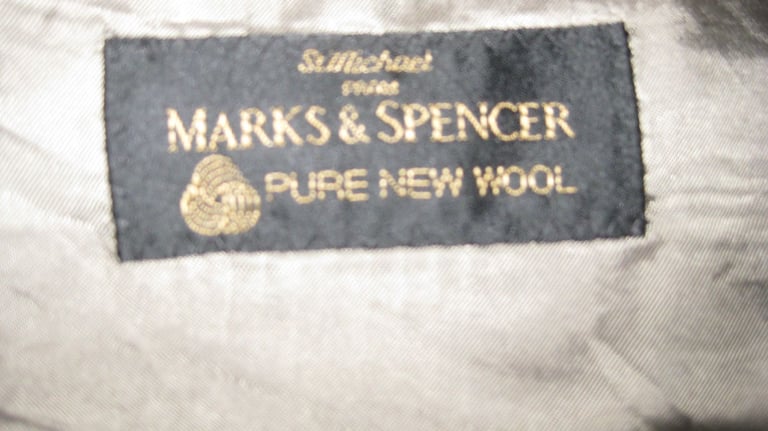 St Michael
MARKS & SPENCER
PURE NEW WOOL